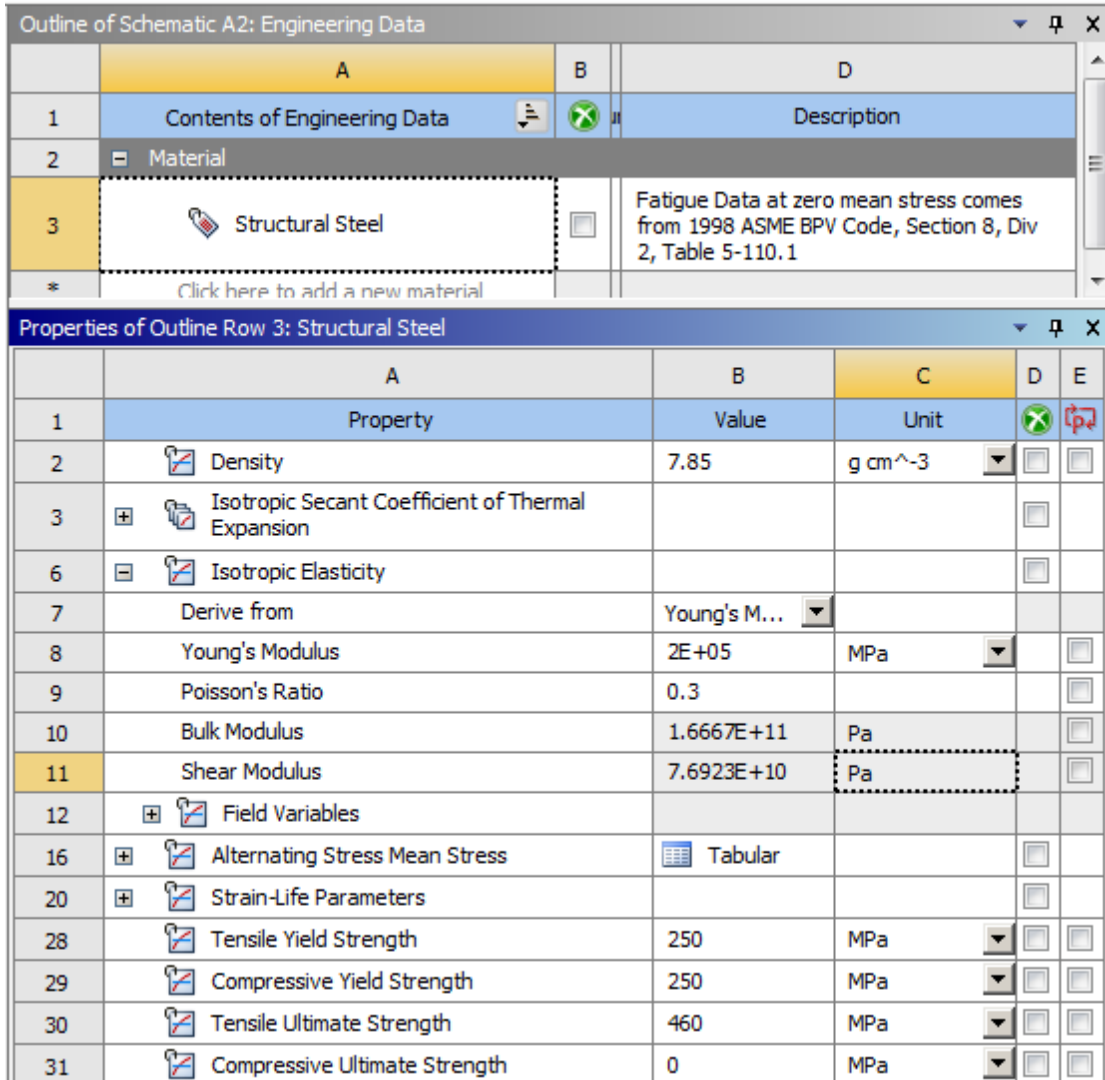 Outline of Schematic A2: Engineering Data
A B D
1 Contents of Engineering Data Description
2 Material
3 Structural Steel Fatigue Data at zero mean stress comes
from 1998 ASME BPV Code, Section 8, Div
2, Table 5-110.1
* Click here to add a new material
Properties of Outline Row 3: Structural Steel
A B C D E
1 Property Value Unit
2 Density 7.85 g cm^-3
3 Isotropic Secant Coefficient of Thermal
Expansion
6 Isotropic Elasticity
7 Derive from Young's M...
8 Young's Modulus 2E+05 MPa
9 Poisson's Ratio 0.3
10 Bulk Modulus 1.6667E+11 Pa
11 Shear Modulus 7.6923E+10 Pa
12 Field Variables
16 Alternating Stress Mean Stress Tabular
20 Strain-Life Parameters
28 Tensile Yield Strength 250 MPa
29 Compressive Yield Strength 250 MPa
30 Tensile Ultimate Strength 460 MPa
31 Compressive Ultimate Strength 0 MPa